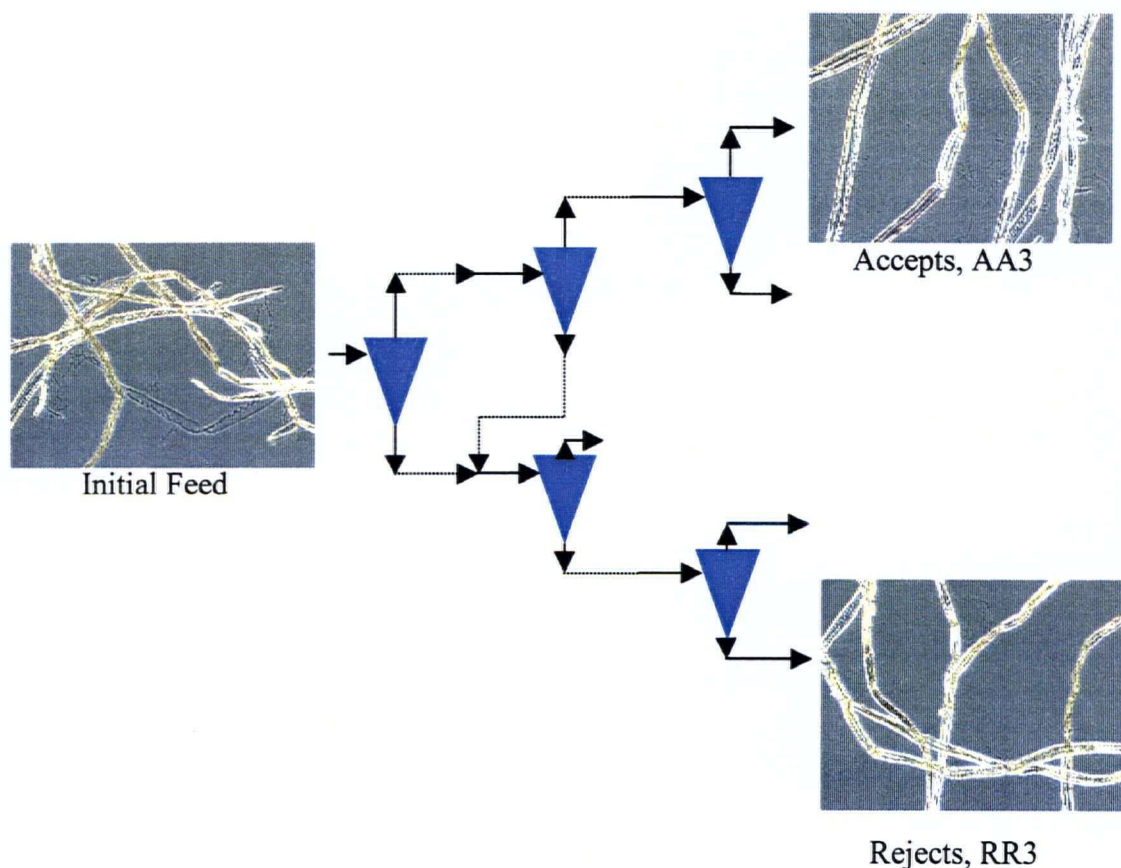 Accepts, AA3
Initial Feed
Rejects, RR3